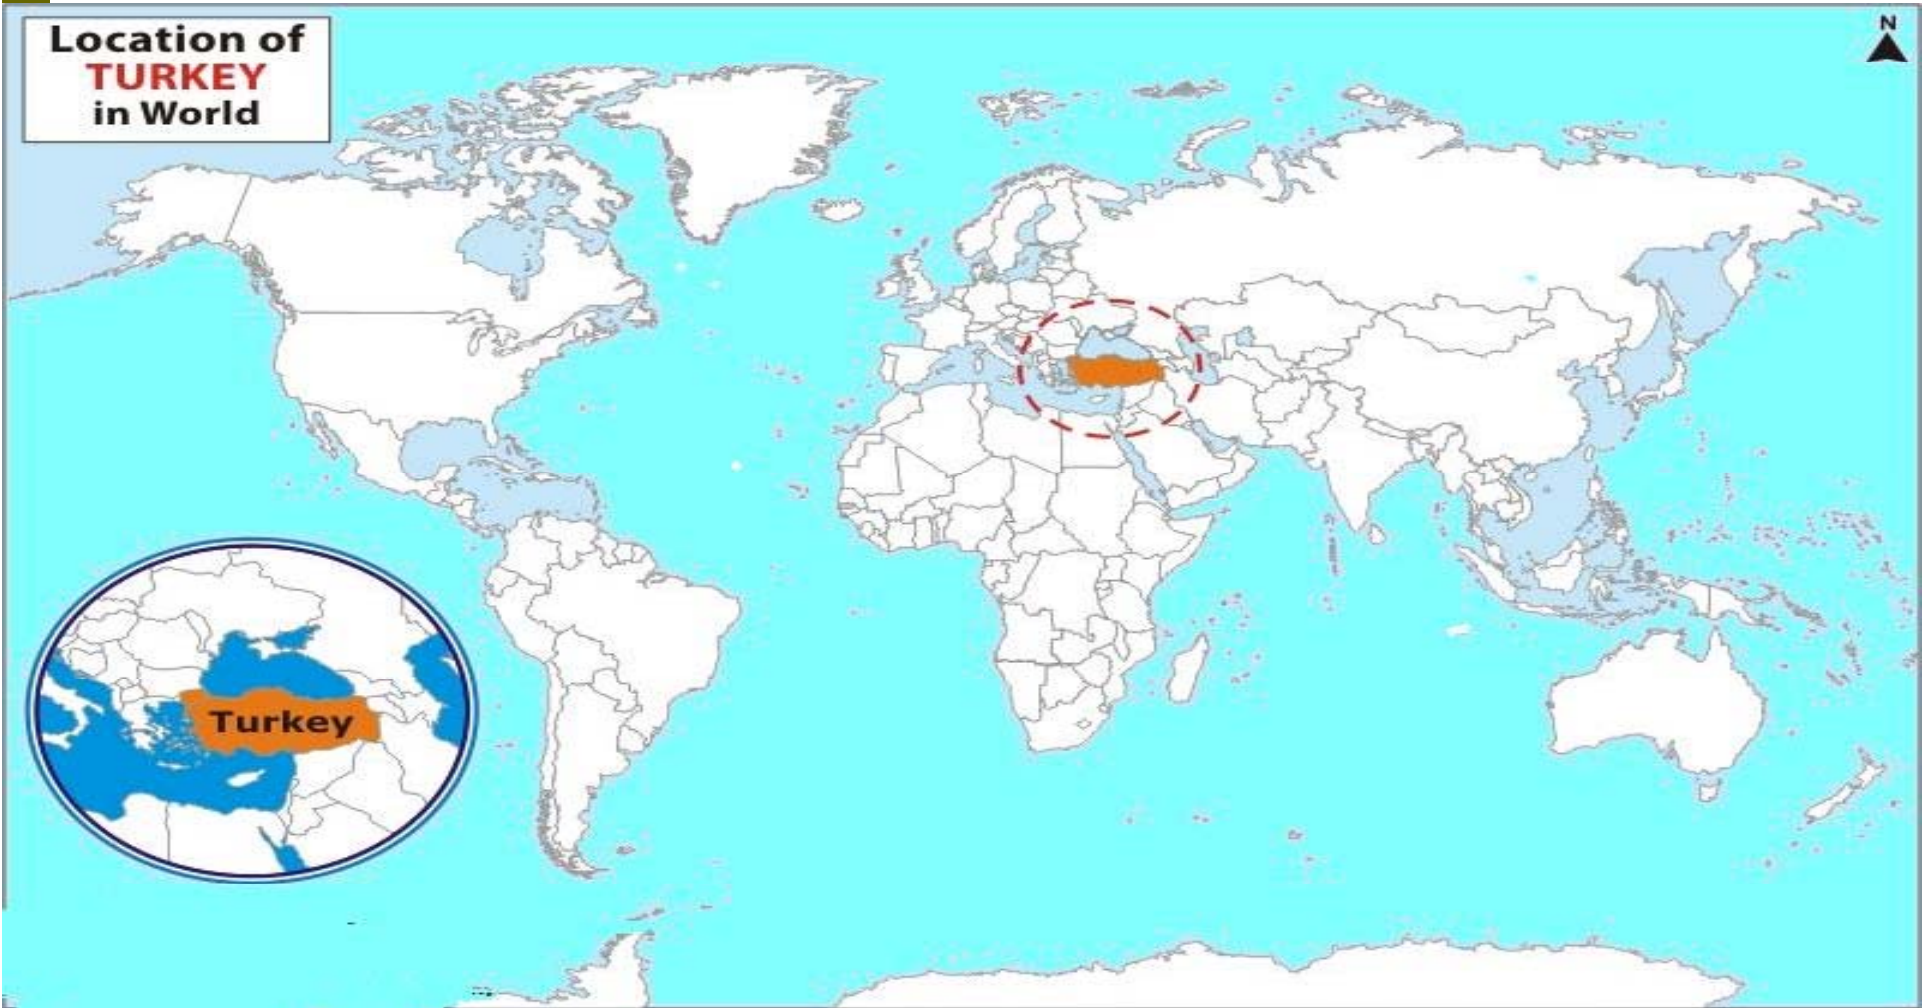 Location of
TURKEY
in World
N
Turkey